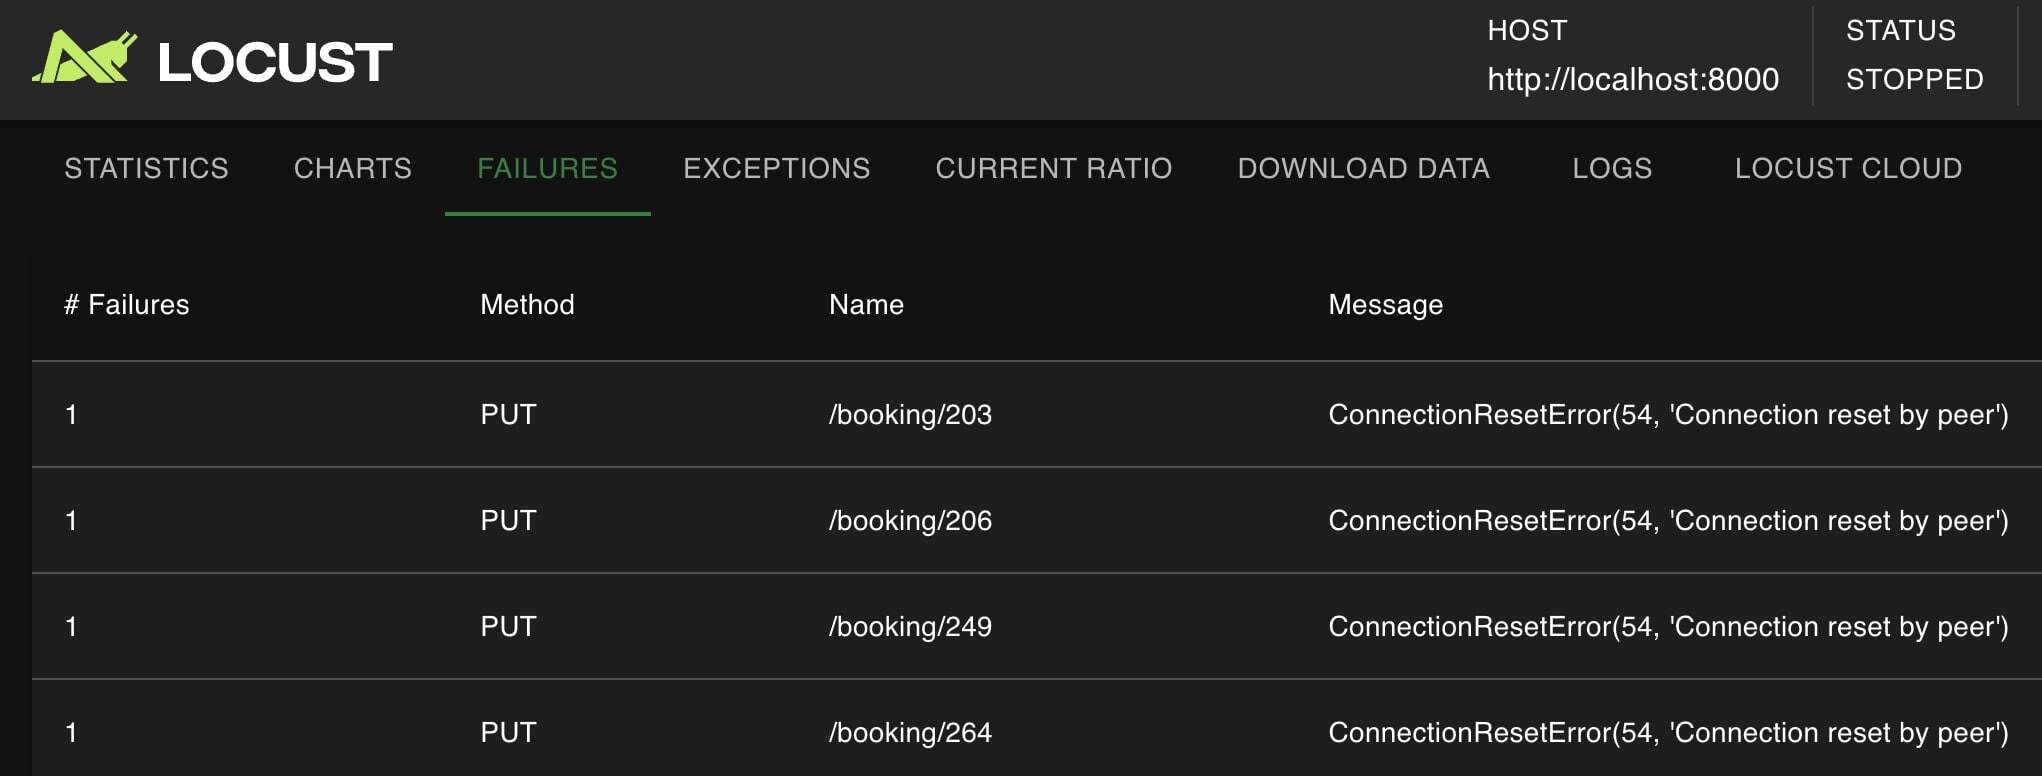 LOCUST
HOST
http://localhost:8000
STATUS
STOPPED
STATISTICS CHARTS FAILURES EXCEPTIONS CURRENT RATIO DOWNLOAD DATA LOGS LOCUST CLOUD
# Failures Method Name Message
1 PUT /booking/203 ConnectionResetError(54, 'Connection reset by peer')
1 PUT /booking/206 ConnectionResetError(54, 'Connection reset by peer')
1 PUT /booking/249 ConnectionResetError(54, 'Connection reset by peer')
1 PUT /booking/264 ConnectionResetError(54, 'Connection reset by peer')